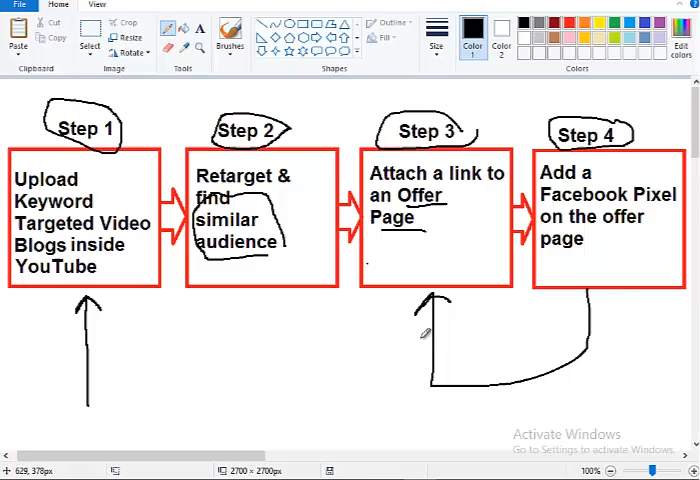 File
Home
View
Paste
Cut
Copy
Clipboard
Select
Crop
Resize
Rotate
Image
Tools
Brushes
Shapes
Outline
Fill
Size
Color
1
Color
2
Edit
colors
Colors
Step 1
Step 2
Step 3
Step 4
Upload
Keyword
Targeted Video
Blogs inside
YouTube
Retarget &
find
similar
audience
Attach a link to
an Offer
Page
Add a
Facebook Pixel
on the offer
page
Activate Windows
Go to Settings to activate Windows.
629, 378px
2700 × 2700px
100%